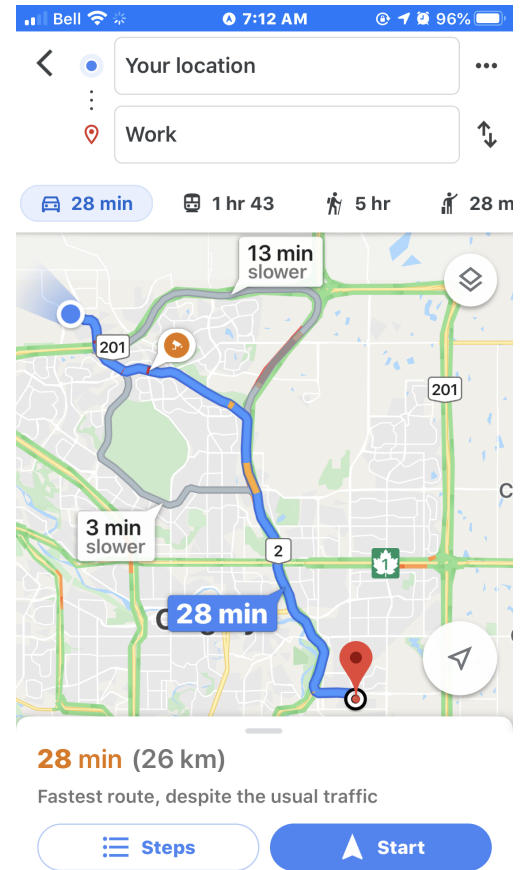 Bell 7:12 AM 96%
Your location
Work
28 min 1 hr 43 5 hr 28 m
13 min
slower
201
201
3 min
slower
2
1
28 min
28 min (26 km)
Fastest route, despite the usual traffic
Steps Start